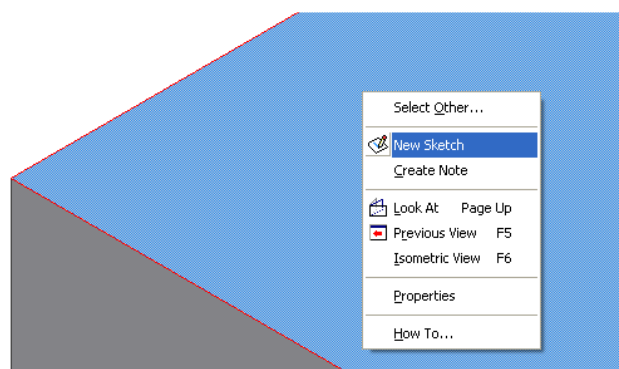 Select Other...
New Sketch
Create Note
Look At Page Up
Previous View F5
Isometric View F6
Properties
How To...